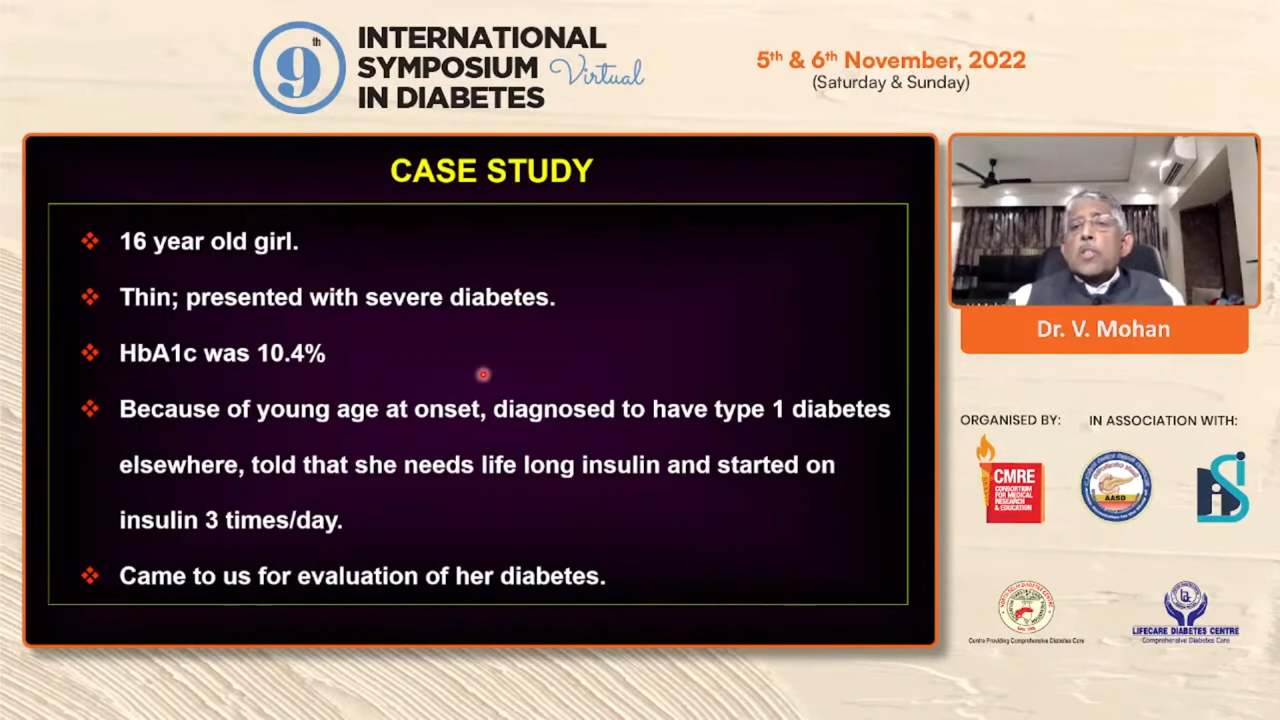 9th
INTERNATIONAL
SYMPOSIUM Virtual
IN DIABETES
5th & 6th November, 2022
(Saturday & Sunday)
CASE STUDY
16 year old girl.
Thin; presented with severe diabetes.
HbA1c was 10.4%
Because of young age at onset, diagnosed to have type 1 diabetes
elsewhere, told that she needs life long insulin and started on
insulin 3 times/day.
Came to us for evaluation of her diabetes.
Dr. V. Mohan
ORGANISED BY:
IN ASSOCIATION WITH:
CMRE
CONSORTIUM
FOR MEDICAL
RESEARCH
& EDUCATION
AASD
Centre Providing Comprehensive Diabetes Care
LIFECARE DIABETES CENTRE
Comprehensive Diabetes Care